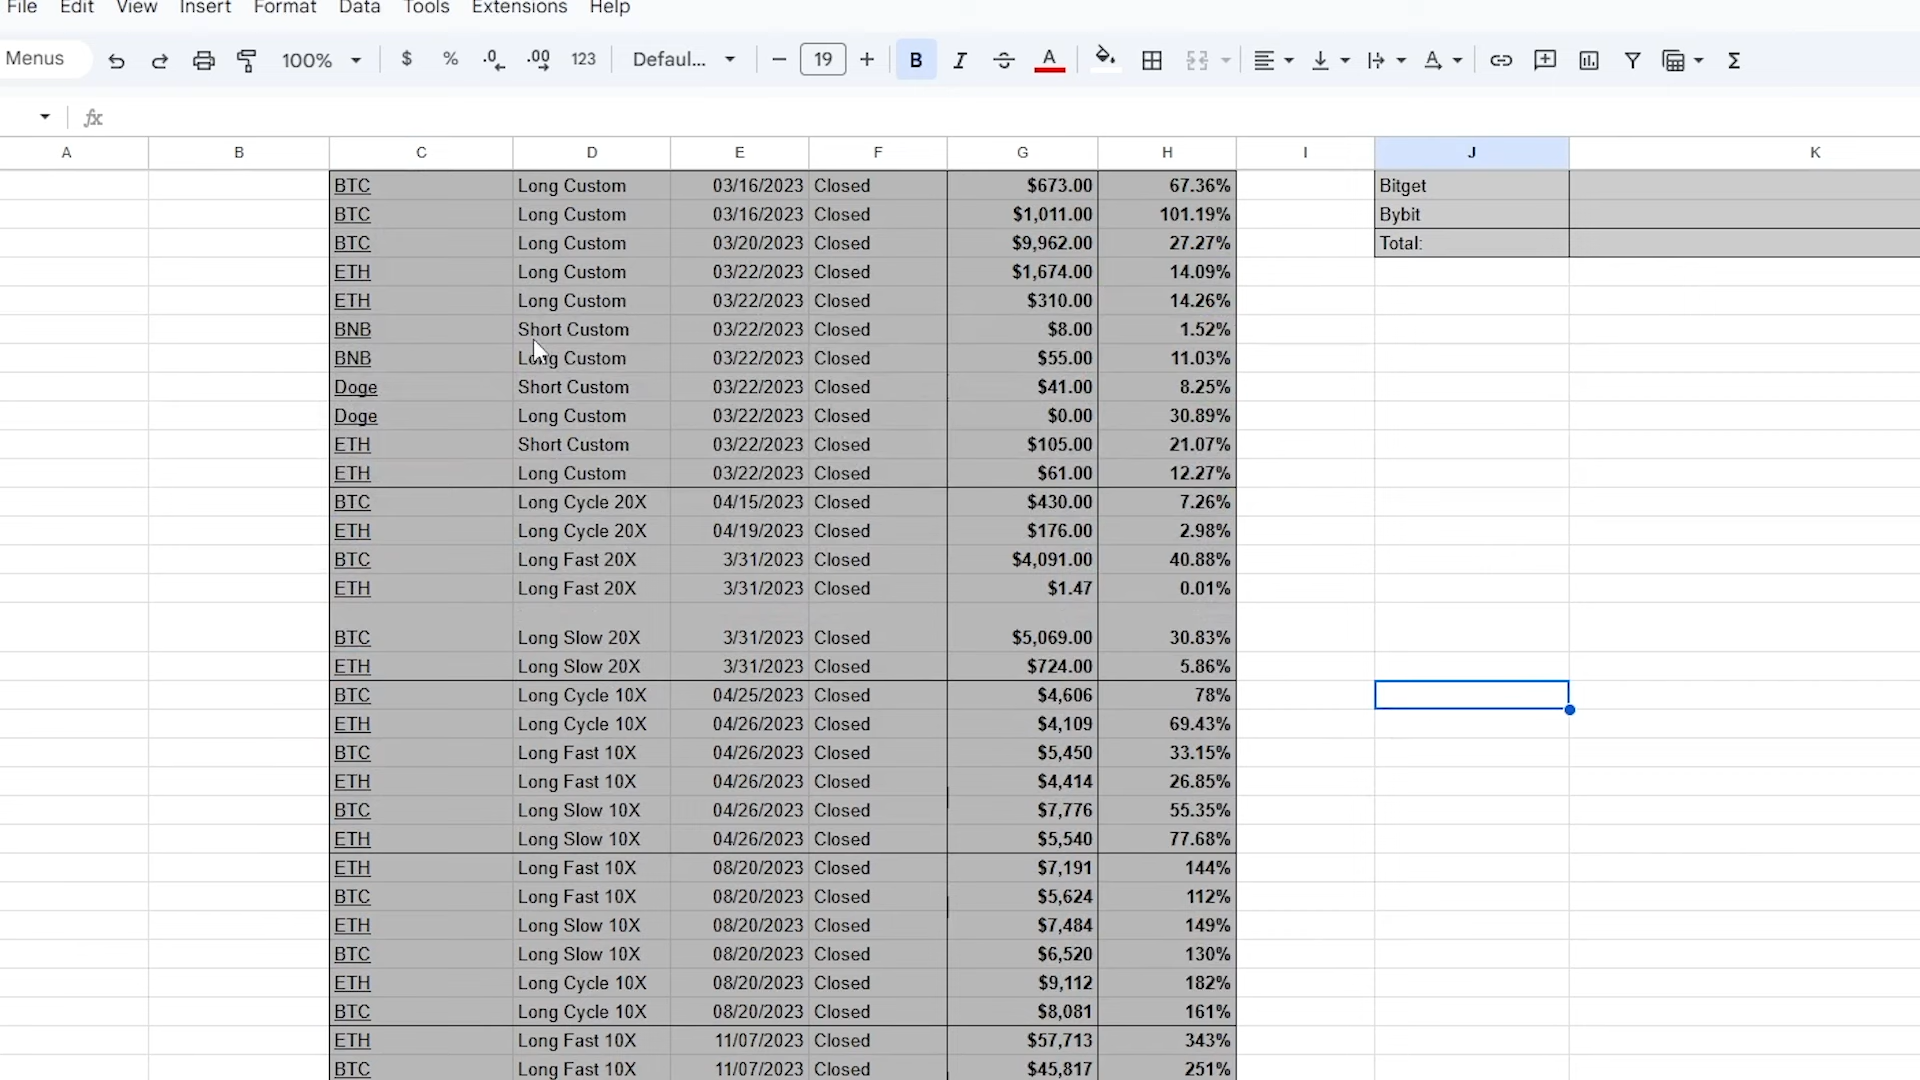 File Edit View Insert Format Data Tools Extensions Help
Menus 100% $ % .0 .00 123 Defaul... 19 B I A A Σ
fx
A B C D E F G H I J K
BTC Long Custom 03/16/2023 Closed $673.00 67.36% Bitget
BTC Long Custom 03/16/2023 Closed $1,011.00 101.19% Bybit
BTC Long Custom 03/20/2023 Closed $9,962.00 27.27% Total:
ETH Long Custom 03/22/2023 Closed $1,674.00 14.09%
ETH Long Custom 03/22/2023 Closed $310.00 14.26%
BNB Short Custom 03/22/2023 Closed $8.00 1.52%
BNB Long Custom 03/22/2023 Closed $55.00 11.03%
Doge Short Custom 03/22/2023 Closed $41.00 8.25%
Doge Long Custom 03/22/2023 Closed $0.00 30.89%
ETH Short Custom 03/22/2023 Closed $105.00 21.07%
ETH Long Custom 03/22/2023 Closed $61.00 12.27%
BTC Long Cycle 20X 04/15/2023 Closed $430.00 7.26%
ETH Long Cycle 20X 04/19/2023 Closed $176.00 2.98%
BTC Long Fast 20X 3/31/2023 Closed $4,091.00 40.88%
ETH Long Fast 20X 3/31/2023 Closed $1.47 0.01%
BTC Long Slow 20X 3/31/2023 Closed $5,069.00 30.83%
ETH Long Slow 20X 3/31/2023 Closed $724.00 5.86%
BTC Long Cycle 10X 04/25/2023 Closed $4,606 78%
ETH Long Cycle 10X 04/26/2023 Closed $4,109 69.43%
BTC Long Fast 10X 04/26/2023 Closed $5,450 33.15%
ETH Long Fast 10X 04/26/2023 Closed $4,414 26.85%
BTC Long Slow 10X 04/26/2023 Closed $7,776 55.35%
ETH Long Slow 10X 04/26/2023 Closed $5,540 77.68%
ETH Long Fast 10X 08/20/2023 Closed $7,191 144%
BTC Long Fast 10X 08/20/2023 Closed $5,624 112%
ETH Long Slow 10X 08/20/2023 Closed $7,484 149%
BTC Long Slow 10X 08/20/2023 Closed $6,520 130%
ETH Long Cycle 10X 08/20/2023 Closed $9,112 182%
BTC Long Cycle 10X 08/20/2023 Closed $8,081 161%
ETH Long Fast 10X 11/07/2023 Closed $57,713 343%
BTC Long Fast 10X 11/07/2023 Closed $45,817 251%